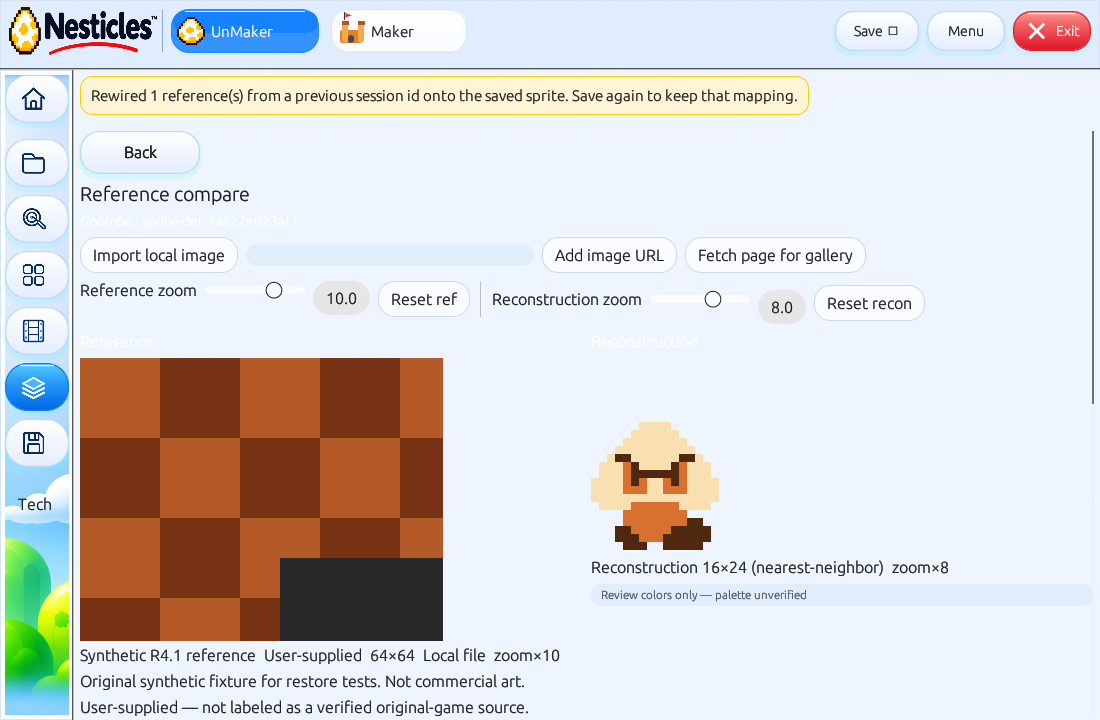 Nesticles™
UnMaker
Maker
Save □
Menu
Exit
Rewired 1 reference(s) from a previous session id onto the saved sprite. Save again to keep that mapping.
Back
Reference compare
Goomba · sprite-def-1a222e023af1
Import local image
Add image URL
Fetch page for gallery
Reference zoom
10.0
Reset ref
Reconstruction zoom
8.0
Reset recon
Reference
Reconstruction
Tech
Reconstruction 16×24 (nearest-neighbor) zoom×8
Review colors only — palette unverified
Synthetic R4.1 reference User-supplied 64×64 Local file zoom×10
Original synthetic fixture for restore tests. Not commercial art.
User-supplied — not labeled as a verified original-game source.